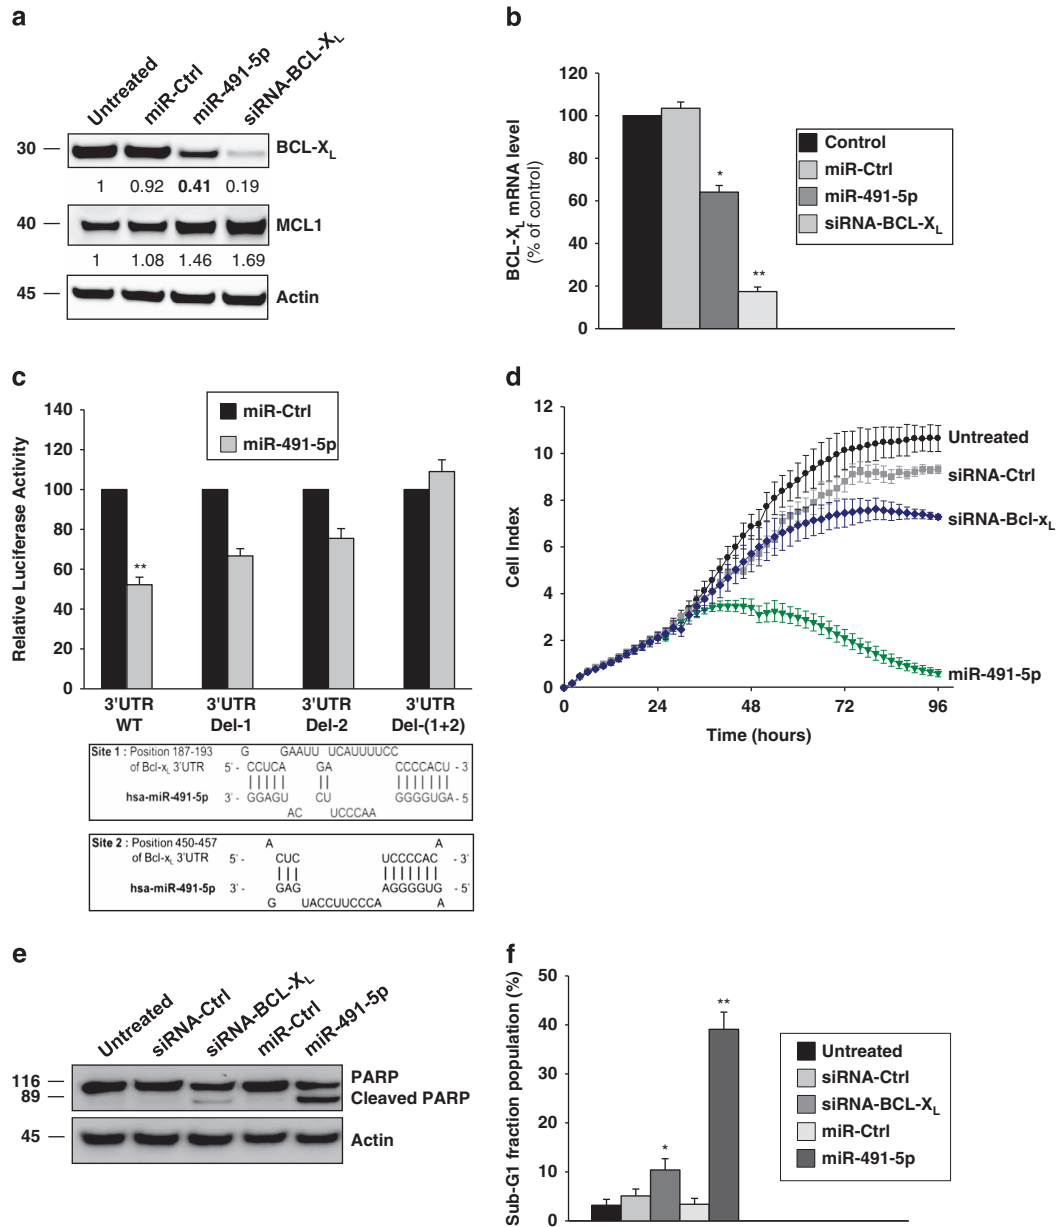 a
Untreated
miR-Ctrl
miR-491-5p
siRNA-BCL-XL
30
BCL-XL
1 0.92 0.41 0.19
40
MCL1
1 1.08 1.46 1.69
45
Actin
b
BCL-XL mRNA level
(% of control)
120
100
80
60
40
20
0
*
**
Control
miR-Ctrl
miR-491-5p
siRNA-BCL-XL
c
Relative Luciferase Activity
140
120
100
80
60
40
20
0
miR-Ctrl
miR-491-5p
**
3'UTR WT
3'UTR Del-1
3'UTR Del-2
3'UTR Del-(1+2)
Site 1 : Position 187-193 G GAAUU UCAUUUUCC
of Bcl-xL 3'UTR 5' - CCUCA GA CCCCACU - 3'
hsa-miR-491-5p 3' - GGAGU CU GGGGUGA - 5'
AC UCCCAA
Site 2 : Position 450-457 A A
of Bcl-xL 3'UTR 5' - CUC UCCCCAC - 3'
hsa-miR-491-5p 3' - GAG AGGGGUG - 5'
G UACCUUCCCA A
d
Cell Index
12
10
8
6
4
2
0
0 24 48 72 96
Time (hours)
Untreated
siRNA-Ctrl
siRNA-Bcl-xL
miR-491-5p
e
Untreated
siRNA-Ctrl
siRNA-BCL-XL
miR-Ctrl
miR-491-5p
116
PARP
89
Cleaved PARP
45
Actin
f
Sub-G1 fraction population (%)
50
40
30
20
10
0
*
**
Untreated
siRNA-Ctrl
siRNA-BCL-XL
miR-Ctrl
miR-491-5p